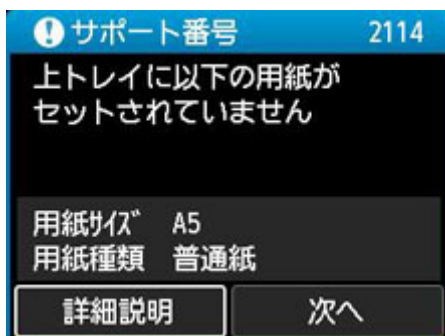 サポート番号 2114
上トレイに以下の用紙が
セットされていません
用紙ｻｲｽﾞ A5
用紙種類 普通紙
詳細説明 次へ